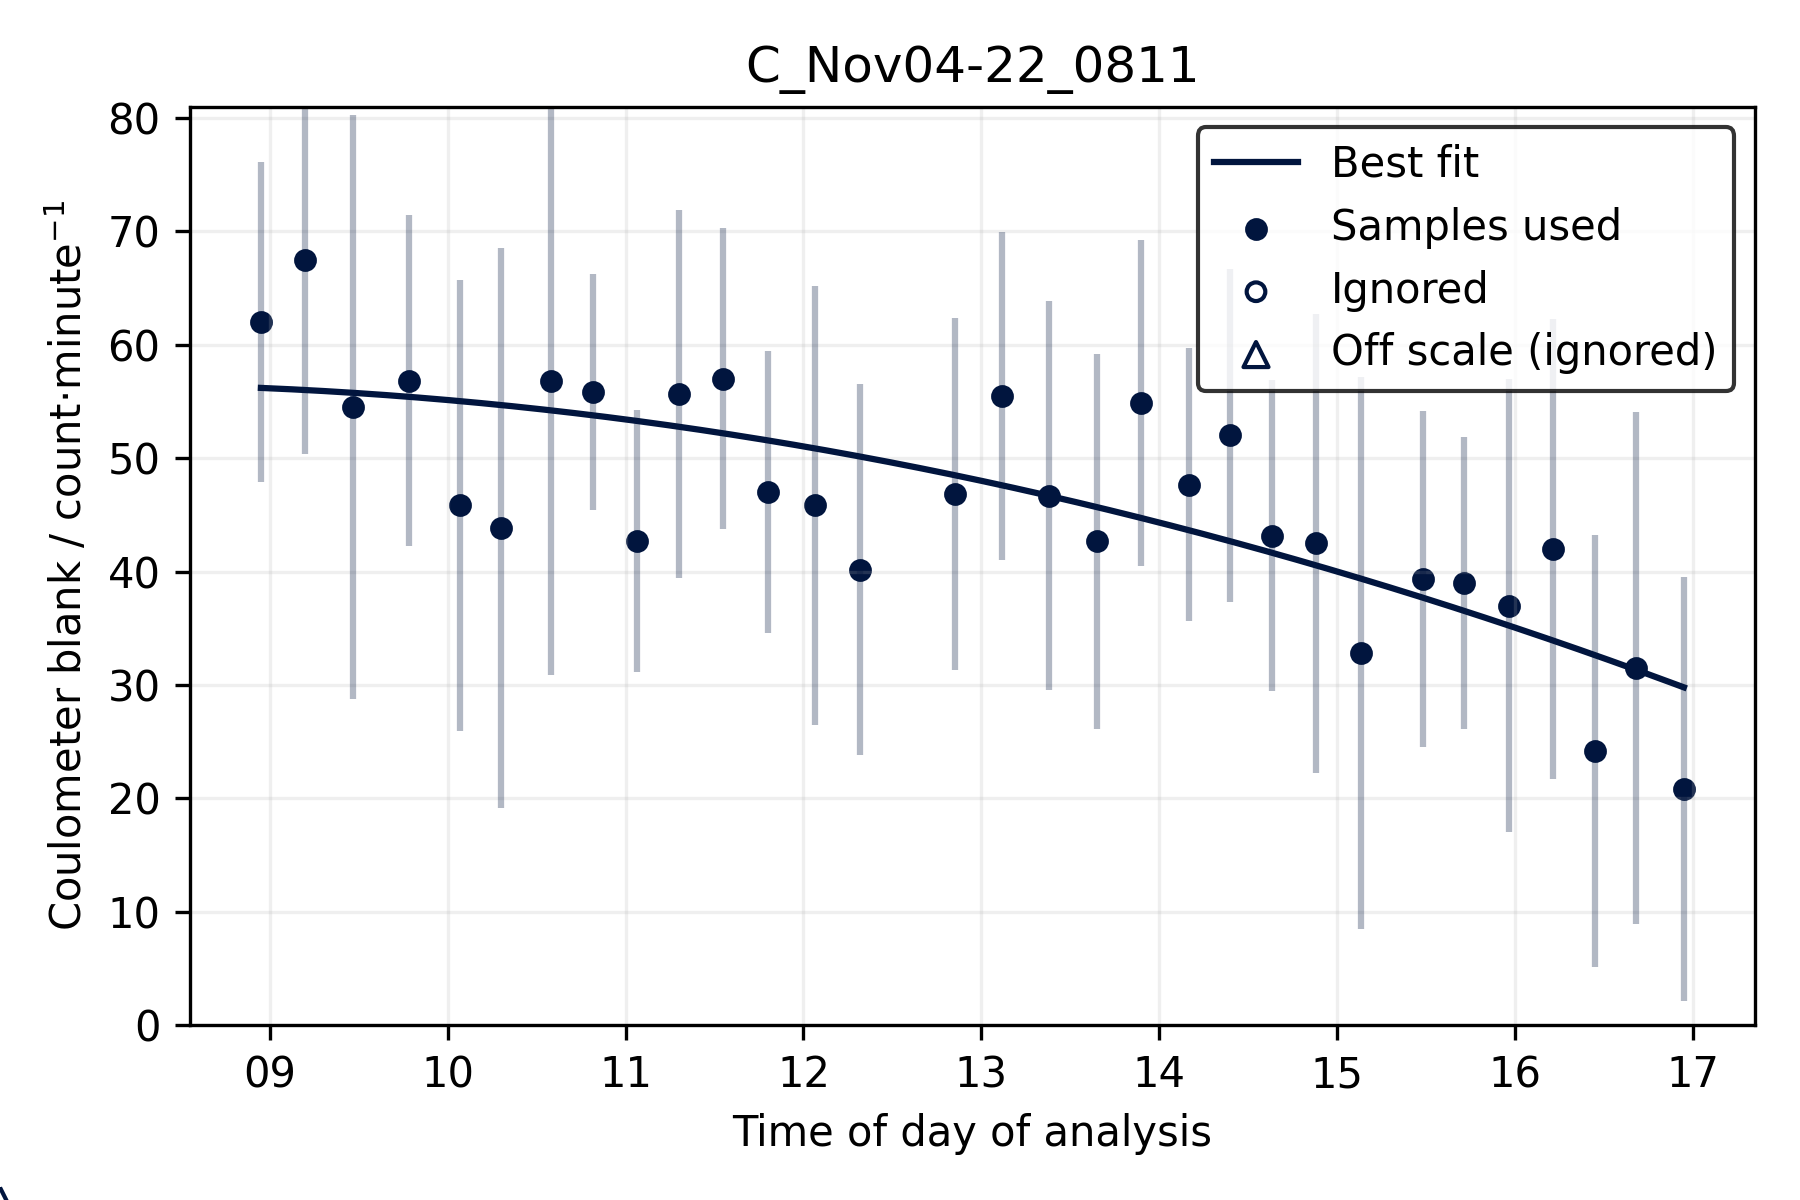 C_Nov04-22_0811
Coulometer blank / count·minute⁻¹
80
70
60
50
40
30
20
10
0
Best fit
Samples used
Ignored
Off scale (ignored)
09 10 11 12 13 14 15 16 17
Time of day of analysis